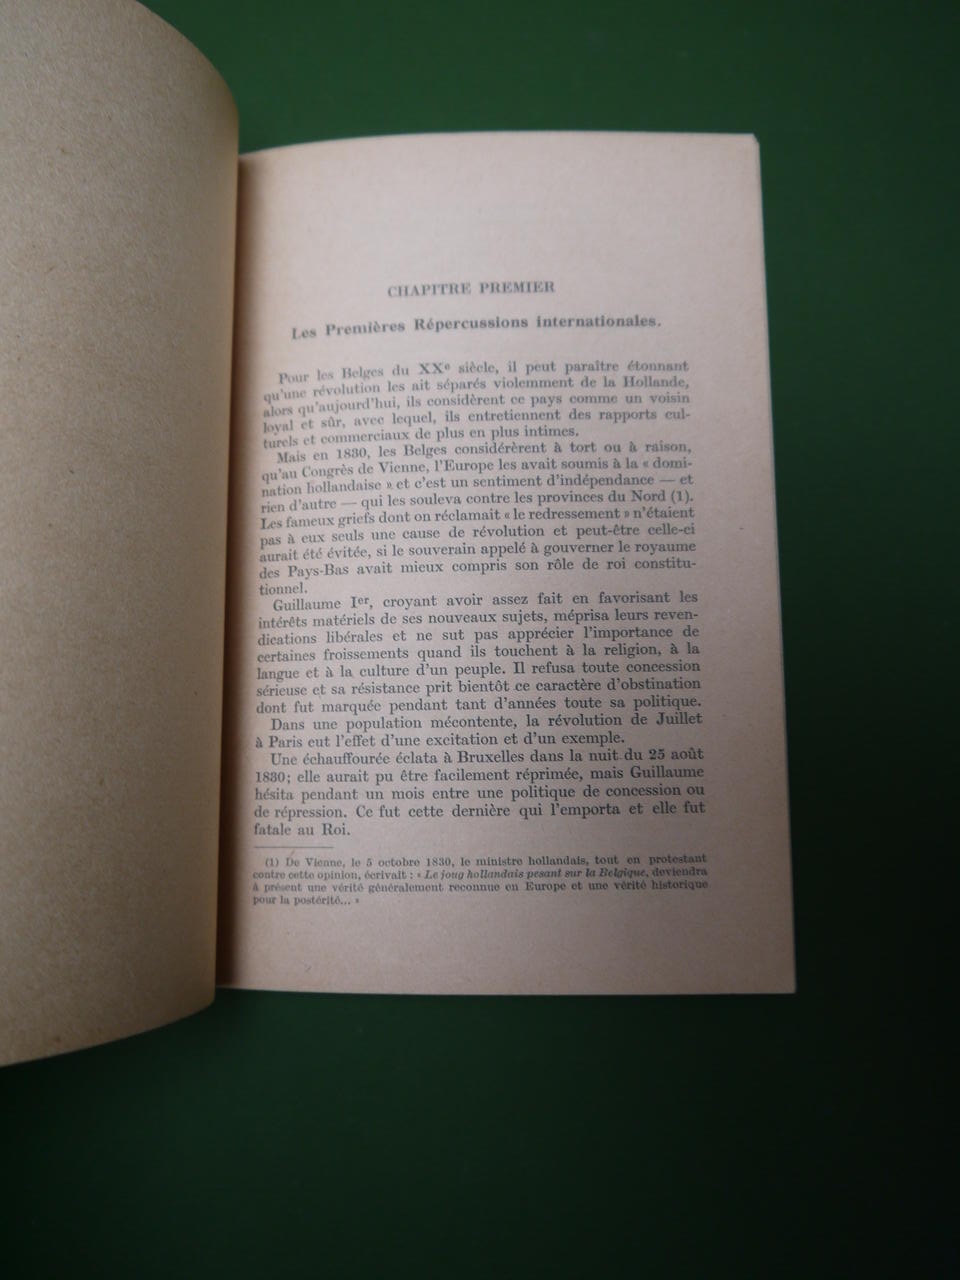 CHAPITRE PREMIER
Les Premières Répercussions internationales.
Pour les Belges du XXe siècle, il peut paraître étonnant
qu'une révolution les ait séparés violemment de la Hollande,
alors qu'aujourd'hui, ils considèrent ce pays comme un voisin
loyal et sûr, avec lequel, ils entretiennent des rapports cul-
turels et commerciaux de plus en plus intimes.
Mais en 1830, les Belges considérèrent à tort ou à raison,
qu'au Congrès de Vienne, l'Europe les avait soumis à la « domi-
nation hollandaise » et c'est un sentiment d'indépendance — et
rien d'autre — qui les souleva contre les provinces du Nord (1).
Les fameux griefs dont on réclamait « le redressement » n'étaient
pas à eux seuls une cause de révolution et peut-être celle-ci
aurait été évitée, si le souverain appelé à gouverner le royaume
des Pays-Bas avait mieux compris son rôle de roi constitu-
tionnel.
Guillaume Ier, croyant avoir assez fait en favorisant les
intérêts matériels de ses nouveaux sujets, méprisa leurs reven-
dications libérales et ne sut pas apprécier l'importance de
certaines froissements quand ils touchent à la religion, à la
langue et à la culture d'un peuple. Il refusa toute concession
sérieuse et sa résistance prit bientôt ce caractère d'obstination
dont fut marquée pendant tant d'années toute sa politique.
Dans une population mécontente, la révolution de Juillet
à Paris eut l'effet d'une excitation et d'un exemple.
Une échauffourée éclata à Bruxelles dans la nuit du 25 août
1830; elle aurait pu être facilement réprimée, mais Guillaume
hésita pendant un mois entre une politique de concession ou
de répression. Ce fut cette dernière qui l'emporta et elle fut
fatale au Roi.
(1) De Vienne, le 5 octobre 1830, le ministre hollandais, tout en protestant
contre cette opinion, écrivait : « Le joug hollandais pesant sur la Belgique, deviendra
à présent une vérité généralement reconnue en Europe et une vérité historique
pour la postérité... »